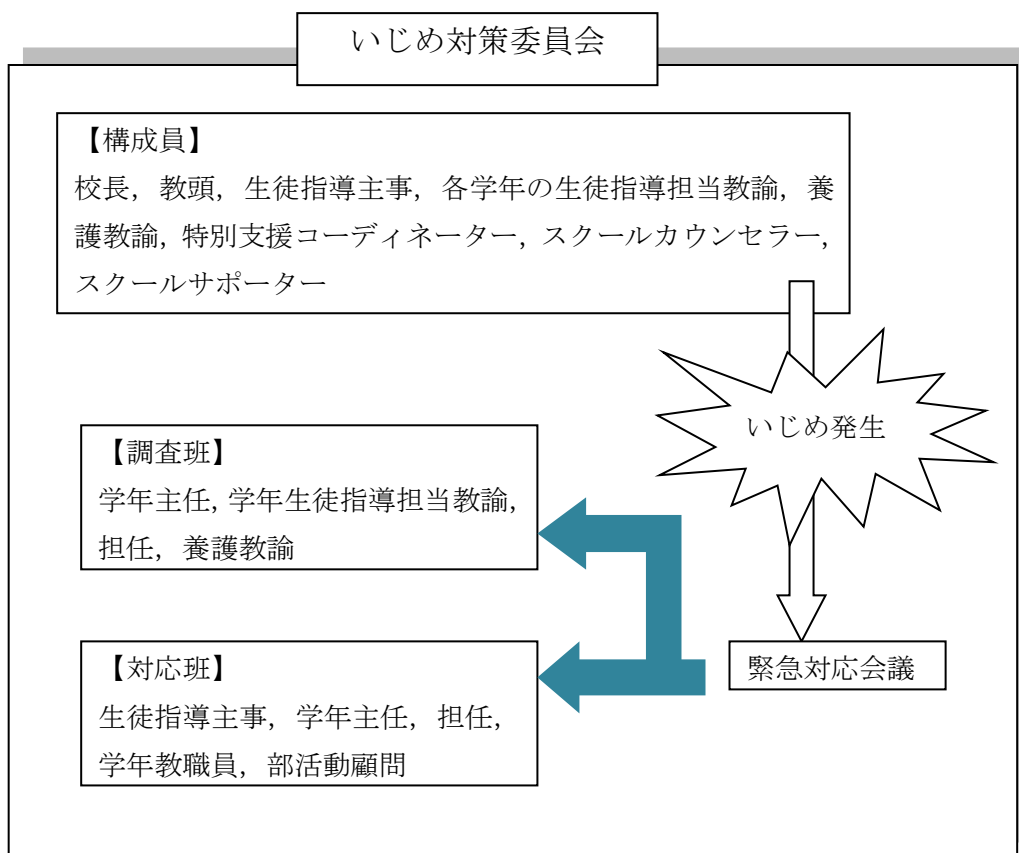 いじめ対策委員会
【構成員】
校長，教頭，生徒指導主事，各学年の生徒指導担当教諭，養
護教諭，特別支援コーディネーター，スクールカウンセラー，
スクールサポーター
いじめ発生
【調査班】
学年主任，学年生徒指導担当教諭，
担任，養護教諭
緊急対応会議
【対応班】
生徒指導主事，学年主任，担任，
学年教職員，部活動顧問